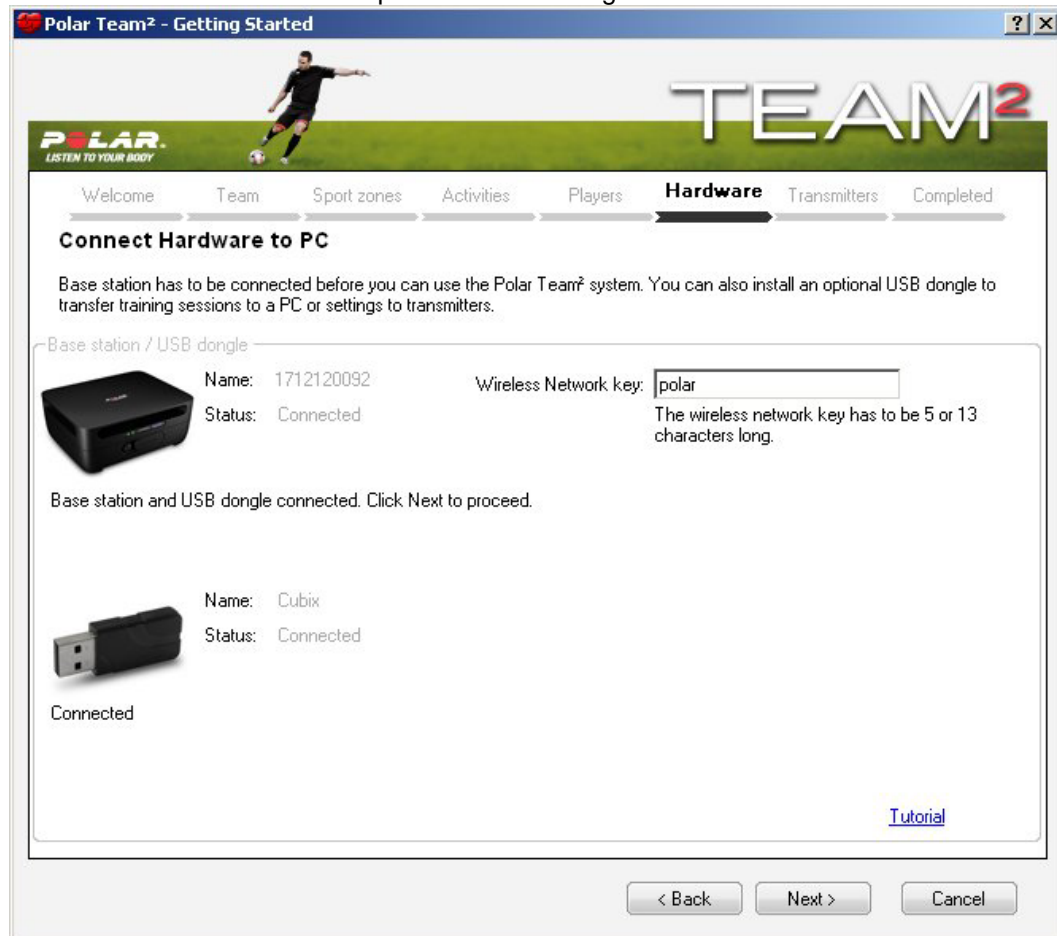 Polar Team² - Getting Started
TEAM²
POLAR.
LISTEN TO YOUR BODY
Welcome Team Sport zones Activities Players Hardware Transmitters Completed
Connect Hardware to PC
Base station has to be connected before you can use the Polar Team² system. You can also install an optional USB dongle to
transfer training sessions to a PC or settings to transmitters.
Base station / USB dongle
Name: 1712120092 Wireless Network key: polar
Status: Connected The wireless network key has to be 5 or 13
characters long.
Base station and USB dongle connected. Click Next to proceed.
Name: Cubix
Status: Connected
Connected
Tutorial
< Back Next > Cancel